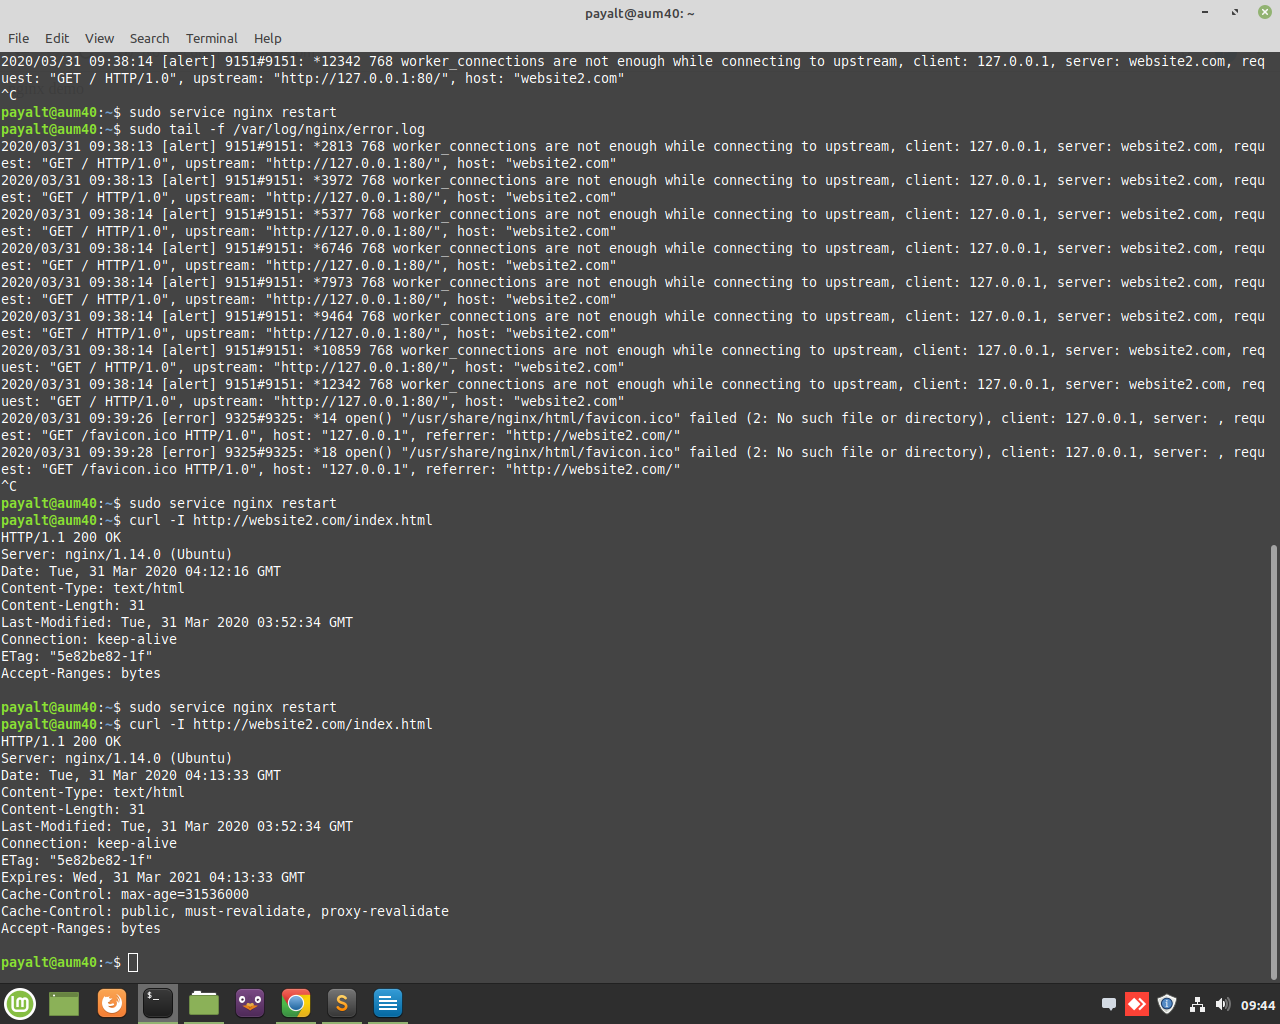 payalt@aum40: ~
File Edit View Search Terminal Help
2020/03/31 09:38:14 [alert] 9151#9151: *12342 768 worker_connections are not enough while connecting to upstream, client: 127.0.0.1, server: website2.com, req
uest: "GET / HTTP/1.0", upstream: "http://127.0.0.1:80/", host: "website2.com"
^C
payalt@aum40:~$ sudo service nginx restart
payalt@aum40:~$ sudo tail -f /var/log/nginx/error.log
2020/03/31 09:38:13 [alert] 9151#9151: *2813 768 worker_connections are not enough while connecting to upstream, client: 127.0.0.1, server: website2.com, requ
est: "GET / HTTP/1.0", upstream: "http://127.0.0.1:80/", host: "website2.com"
2020/03/31 09:38:13 [alert] 9151#9151: *3972 768 worker_connections are not enough while connecting to upstream, client: 127.0.0.1, server: website2.com, requ
est: "GET / HTTP/1.0", upstream: "http://127.0.0.1:80/", host: "website2.com"
2020/03/31 09:38:14 [alert] 9151#9151: *5377 768 worker_connections are not enough while connecting to upstream, client: 127.0.0.1, server: website2.com, requ
est: "GET / HTTP/1.0", upstream: "http://127.0.0.1:80/", host: "website2.com"
2020/03/31 09:38:14 [alert] 9151#9151: *6746 768 worker_connections are not enough while connecting to upstream, client: 127.0.0.1, server: website2.com, requ
est: "GET / HTTP/1.0", upstream: "http://127.0.0.1:80/", host: "website2.com"
2020/03/31 09:38:14 [alert] 9151#9151: *7973 768 worker_connections are not enough while connecting to upstream, client: 127.0.0.1, server: website2.com, requ
est: "GET / HTTP/1.0", upstream: "http://127.0.0.1:80/", host: "website2.com"
2020/03/31 09:38:14 [alert] 9151#9151: *9464 768 worker_connections are not enough while connecting to upstream, client: 127.0.0.1, server: website2.com, requ
est: "GET / HTTP/1.0", upstream: "http://127.0.0.1:80/", host: "website2.com"
2020/03/31 09:38:14 [alert] 9151#9151: *10859 768 worker_connections are not enough while connecting to upstream, client: 127.0.0.1, server: website2.com, req
uest: "GET / HTTP/1.0", upstream: "http://127.0.0.1:80/", host: "website2.com"
2020/03/31 09:38:14 [alert] 9151#9151: *12342 768 worker_connections are not enough while connecting to upstream, client: 127.0.0.1, server: website2.com, req
uest: "GET / HTTP/1.0", upstream: "http://127.0.0.1:80/", host: "website2.com"
2020/03/31 09:39:26 [error] 9325#9325: *14 open() "/usr/share/nginx/html/favicon.ico" failed (2: No such file or directory), client: 127.0.0.1, server: , requ
est: "GET /favicon.ico HTTP/1.0", host: "127.0.0.1", referrer: "http://website2.com/"
2020/03/31 09:39:28 [error] 9325#9325: *18 open() "/usr/share/nginx/html/favicon.ico" failed (2: No such file or directory), client: 127.0.0.1, server: , requ
est: "GET /favicon.ico HTTP/1.0", host: "127.0.0.1", referrer: "http://website2.com/"
^C
payalt@aum40:~$ sudo service nginx restart
payalt@aum40:~$ curl -I http://website2.com/index.html
HTTP/1.1 200 OK
Server: nginx/1.14.0 (Ubuntu)
Date: Tue, 31 Mar 2020 04:12:16 GMT
Content-Type: text/html
Content-Length: 31
Last-Modified: Tue, 31 Mar 2020 03:52:34 GMT
Connection: keep-alive
ETag: "5e82be82-1f"
Accept-Ranges: bytes
payalt@aum40:~$ sudo service nginx restart
payalt@aum40:~$ curl -I http://website2.com/index.html
HTTP/1.1 200 OK
Server: nginx/1.14.0 (Ubuntu)
Date: Tue, 31 Mar 2020 04:13:33 GMT
Content-Type: text/html
Content-Length: 31
Last-Modified: Tue, 31 Mar 2020 03:52:34 GMT
Connection: keep-alive
ETag: "5e82be82-1f"
Expires: Wed, 31 Mar 2021 04:13:33 GMT
Cache-Control: max-age=31536000
Cache-Control: public, must-revalidate, proxy-revalidate
Accept-Ranges: bytes
payalt@aum40:~$
09:44